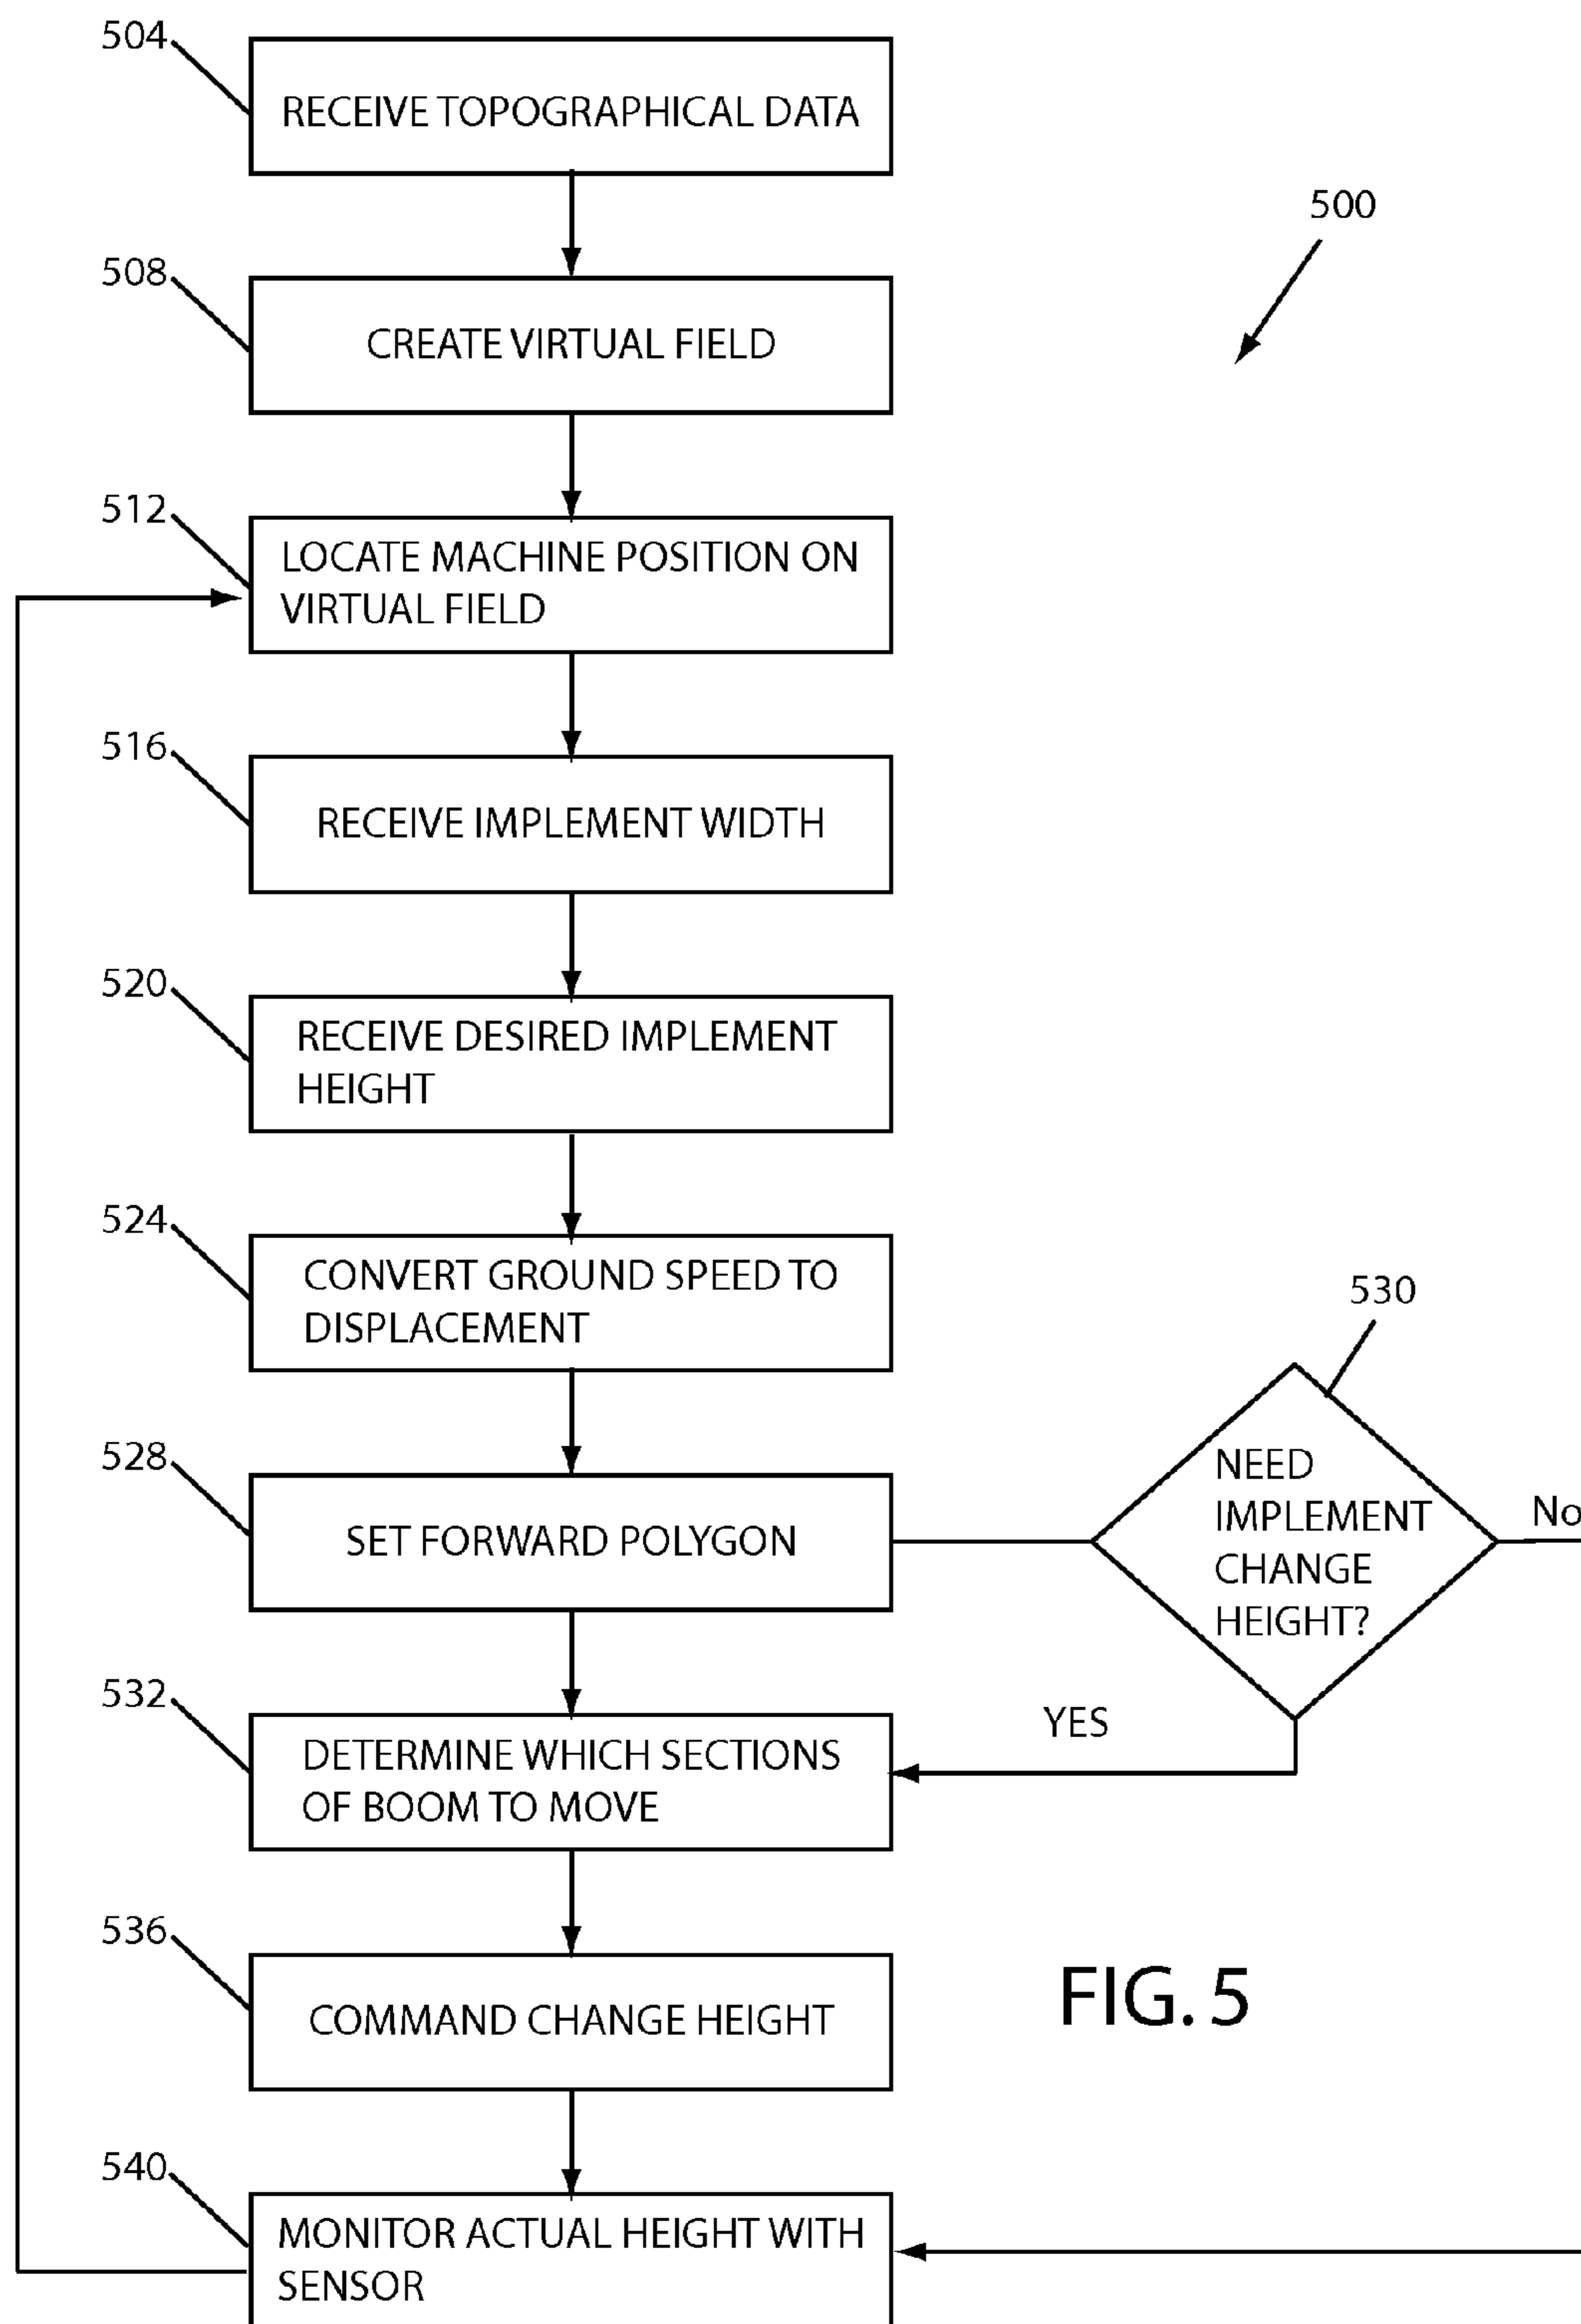 504
RECEIVE TOPOGRAPHICAL DATA
500
508
CREATE VIRTUAL FIELD
512
LOCATE MACHINE POSITION ON
VIRTUAL FIELD
516
RECEIVE IMPLEMENT WIDTH
520
RECEIVE DESIRED IMPLEMENT
HEIGHT
524
CONVERT GROUND SPEED TO
DISPLACEMENT
530
528
SET FORWARD POLYGON
NEED
IMPLEMENT
CHANGE
HEIGHT?
No
532
DETERMINE WHICH SECTIONS
OF BOOM TO MOVE
YES
536
COMMAND CHANGE HEIGHT
FIG. 5
540
MONITOR ACTUAL HEIGHT WITH
SENSOR